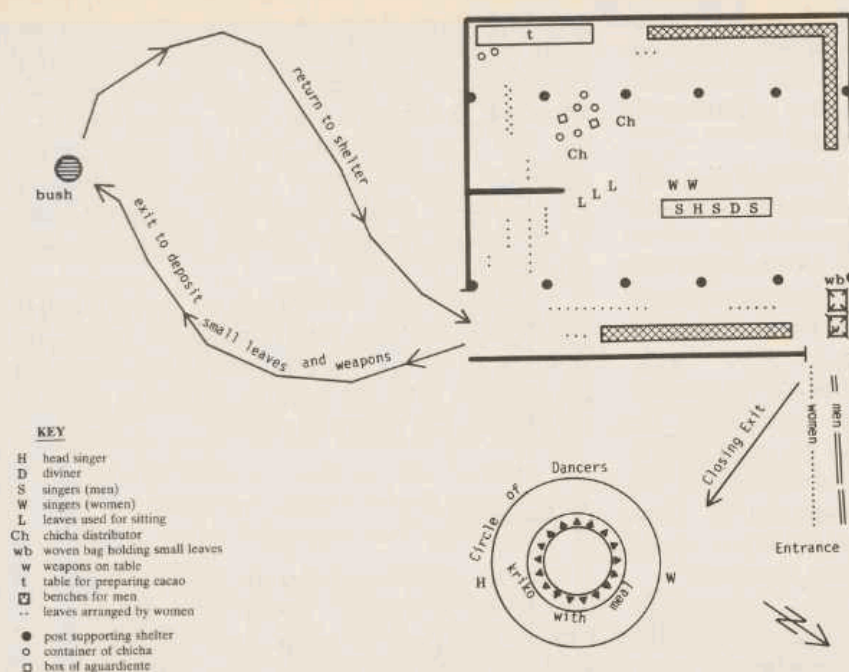 t
return to shelter
Ch
Ch
bush
exit to deposit small leaves and weapons
L L L
W W
S H S D S
wb
w
men
women
Closing Exit
Entrance
Circle of Dancers
kriko with meal
H
W
KEY
H head singer
D diviner
S singers (men)
W singers (women)
L leaves used for sitting
Ch chicha distributor
wb woven bag holding small leaves
w weapons on table
t table for preparing cacao
benches for men
leaves arranged by women
post supporting shelter
container of chicha
box of aguardiente